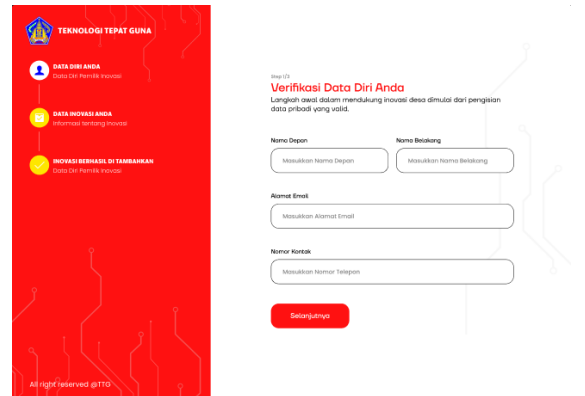 TEKNOLOGI TEPAT GUNA
DATA DIRI ANDA
Data Diri Pemilik Inovasi
DATA INOVASI ANDA
Informasi tentang inovasi
INOVASI BERHASIL DI TAMBAHKAN
Data Diri Pemilik Inovasi
All right reserved @TTG
Step 1/3
Verifikasi Data Diri Anda
Langkah awal dalam mendukung inovasi desa dimulai dari pengisian
data pribadi yang valid.
Nama Depan Nama Belakang
Masukkan Nama Depan Masukkan Nama Belakang
Alamat Email
Masukkan Alamat Email
Nomor Kontak
Masukkan Nomor Telepon
Selanjutnya